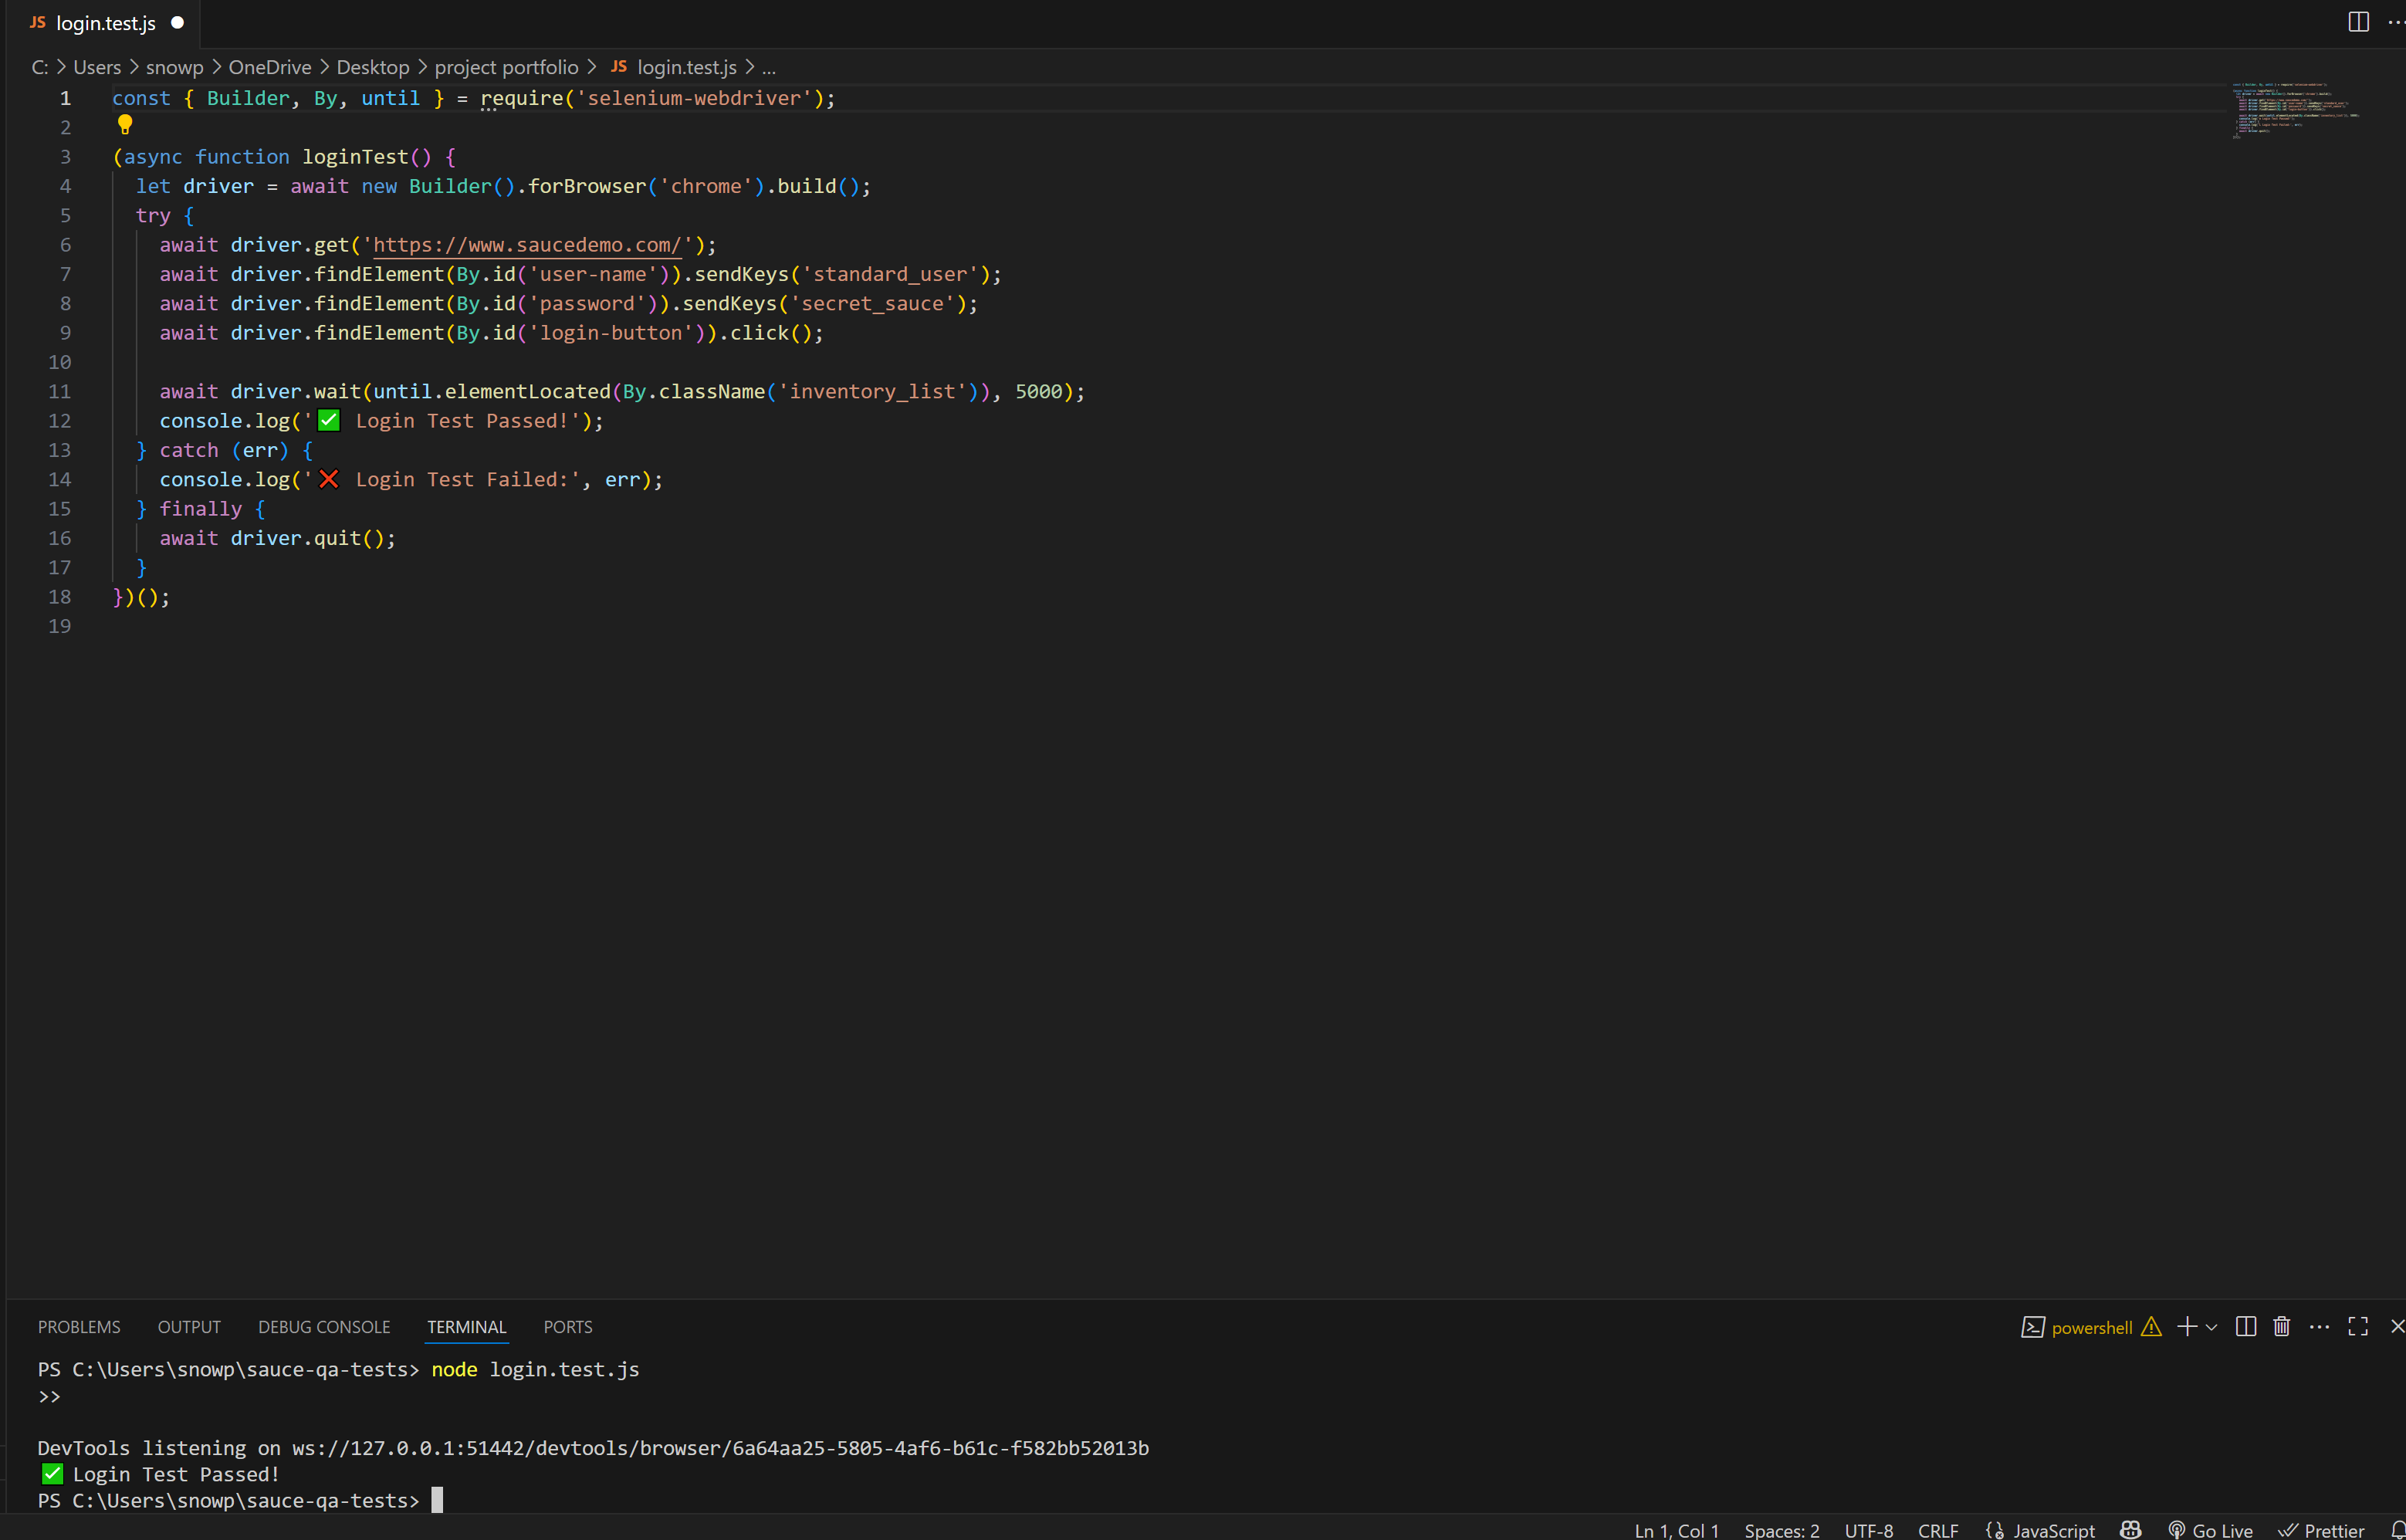 JS login.test.js ●
C: > Users > snowp > OneDrive > Desktop > project portfolio > JS login.test.js > ...
1 const { Builder, By, until } = require('selenium-webdriver');
2
3 (async function loginTest() {
4   let driver = await new Builder().forBrowser('chrome').build();
5   try {
6     await driver.get('https://www.saucedemo.com/');
7     await driver.findElement(By.id('user-name')).sendKeys('standard_user');
8     await driver.findElement(By.id('password')).sendKeys('secret_sauce');
9     await driver.findElement(By.id('login-button')).click();
10
11     await driver.wait(until.elementLocated(By.className('inventory_list')), 5000);
12     console.log('✅ Login Test Passed!');
13   } catch (err) {
14     console.log('❌ Login Test Failed:', err);
15   } finally {
16     await driver.quit();
17   }
18 })();
19
PROBLEMS OUTPUT DEBUG CONSOLE TERMINAL PORTS powershell
PS C:\Users\snowp\sauce-qa-tests> node login.test.js
>>
DevTools listening on ws://127.0.0.1:51442/devtools/browser/6a64aa25-5805-4af6-b61c-f582bb52013b
✅ Login Test Passed!
PS C:\Users\snowp\sauce-qa-tests>
Ln 1, Col 1 Spaces: 2 UTF-8 CRLF JavaScript Go Live Prettier